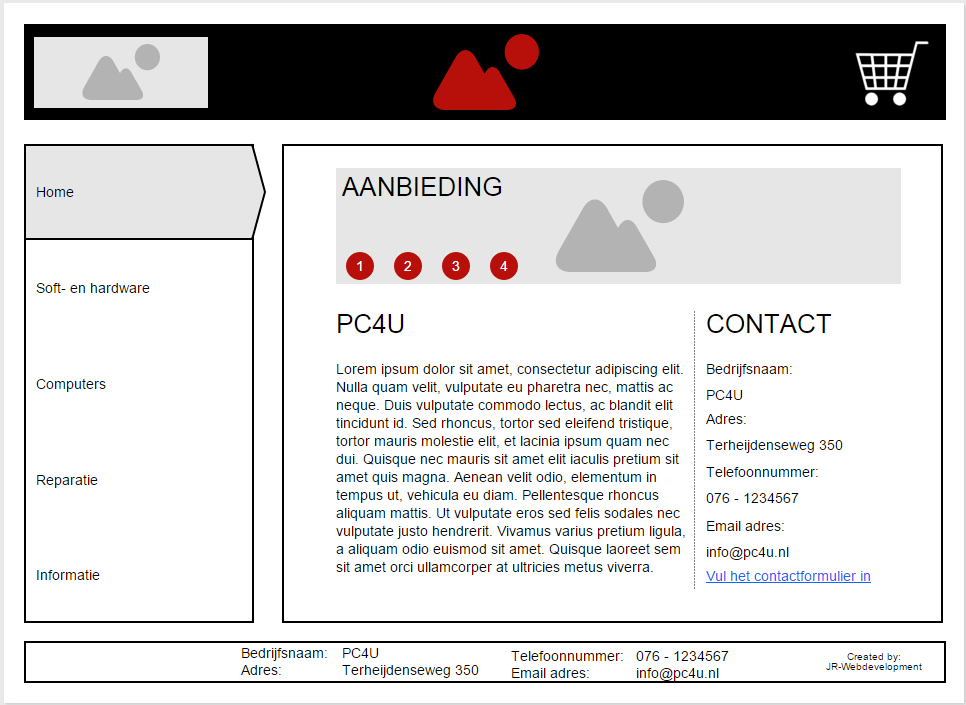 Home
Soft- en hardware
Computers
Reparatie
Informatie
AANBIEDING
1 2 3 4
PC4U
Lorem ipsum dolor sit amet, consectetur adipiscing elit.
Nulla quam velit, vulputate eu pharetra nec, mattis ac
neque. Duis vulputate commodo lectus, ac blandit elit
tincidunt id. Sed rhoncus, tortor sed eleifend tristique,
tortor mauris molestie elit, et lacinia ipsum quam nec
dui. Quisque nec mauris sit amet elit iaculis pretium sit
amet quis magna. Aenean velit odio, elementum in
tempus ut, vehicula eu diam. Pellentesque rhoncus
aliquam mattis. Ut vulputate eros sed felis sodales nec
vulputate justo hendrerit. Vivamus varius pretium ligula,
a aliquam odio euismod sit amet. Quisque laoreet sem
sit amet orci ullamcorper at ultricies metus viverra.
CONTACT
Bedrijfsnaam:
PC4U
Adres:
Terheijdenseweg 350
Telefoonnummer:
076 - 1234567
Email adres:
info@pc4u.nl
Vul het contactformulier in
Bedrijfsnaam: PC4U
Adres: Terheijdenseweg 350
Telefoonnummer: 076 - 1234567
Email adres: info@pc4u.nl
Created by:
JR-Webdevelopment